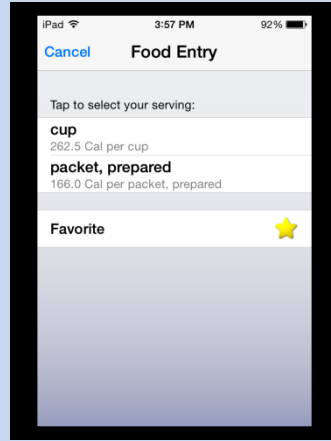 iPad 3:57 PM 92%
Cancel Food Entry
Tap to select your serving:
cup
262.5 Cal per cup
packet, prepared
166.0 Cal per packet, prepared
Favorite